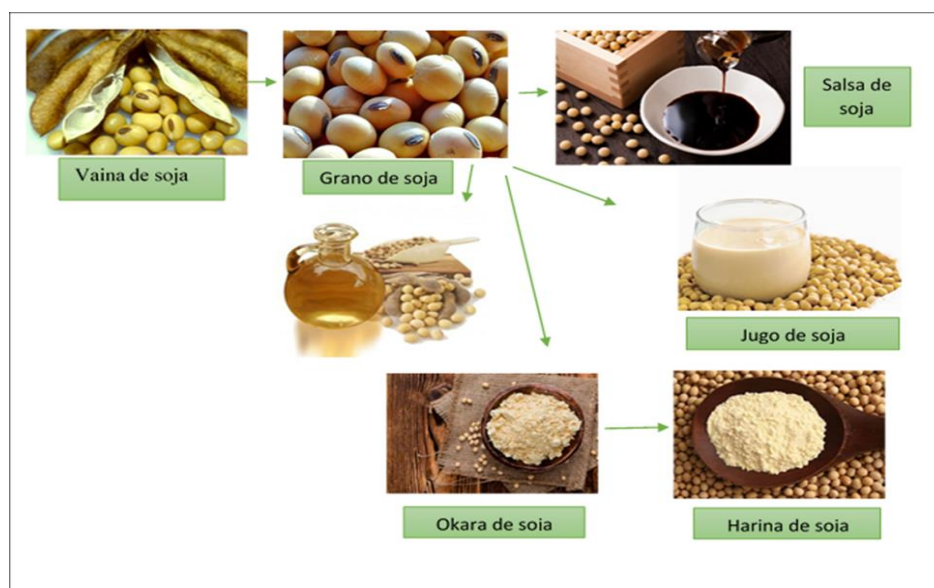 Vaina de soja
Grano de soja
Salsa de
soja
Jugo de soja
Okara de soia
Harina de soia